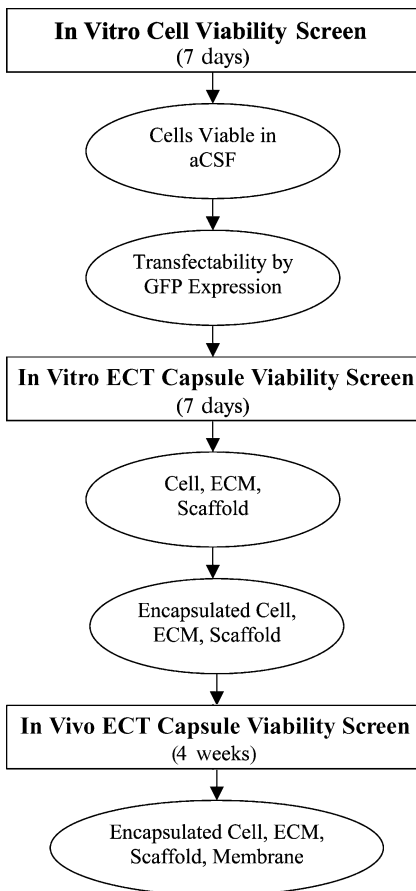 In Vitro Cell Viability Screen
(7 days)
Cells Viable in
aCSF
Transfectability by
GFP Expression
In Vitro ECT Capsule Viability Screen
(7 days)
Cell, ECM,
Scaffold
Encapsulated Cell,
ECM, Scaffold
In Vivo ECT Capsule Viability Screen
(4 weeks)
Encapsulated Cell, ECM,
Scaffold, Membrane